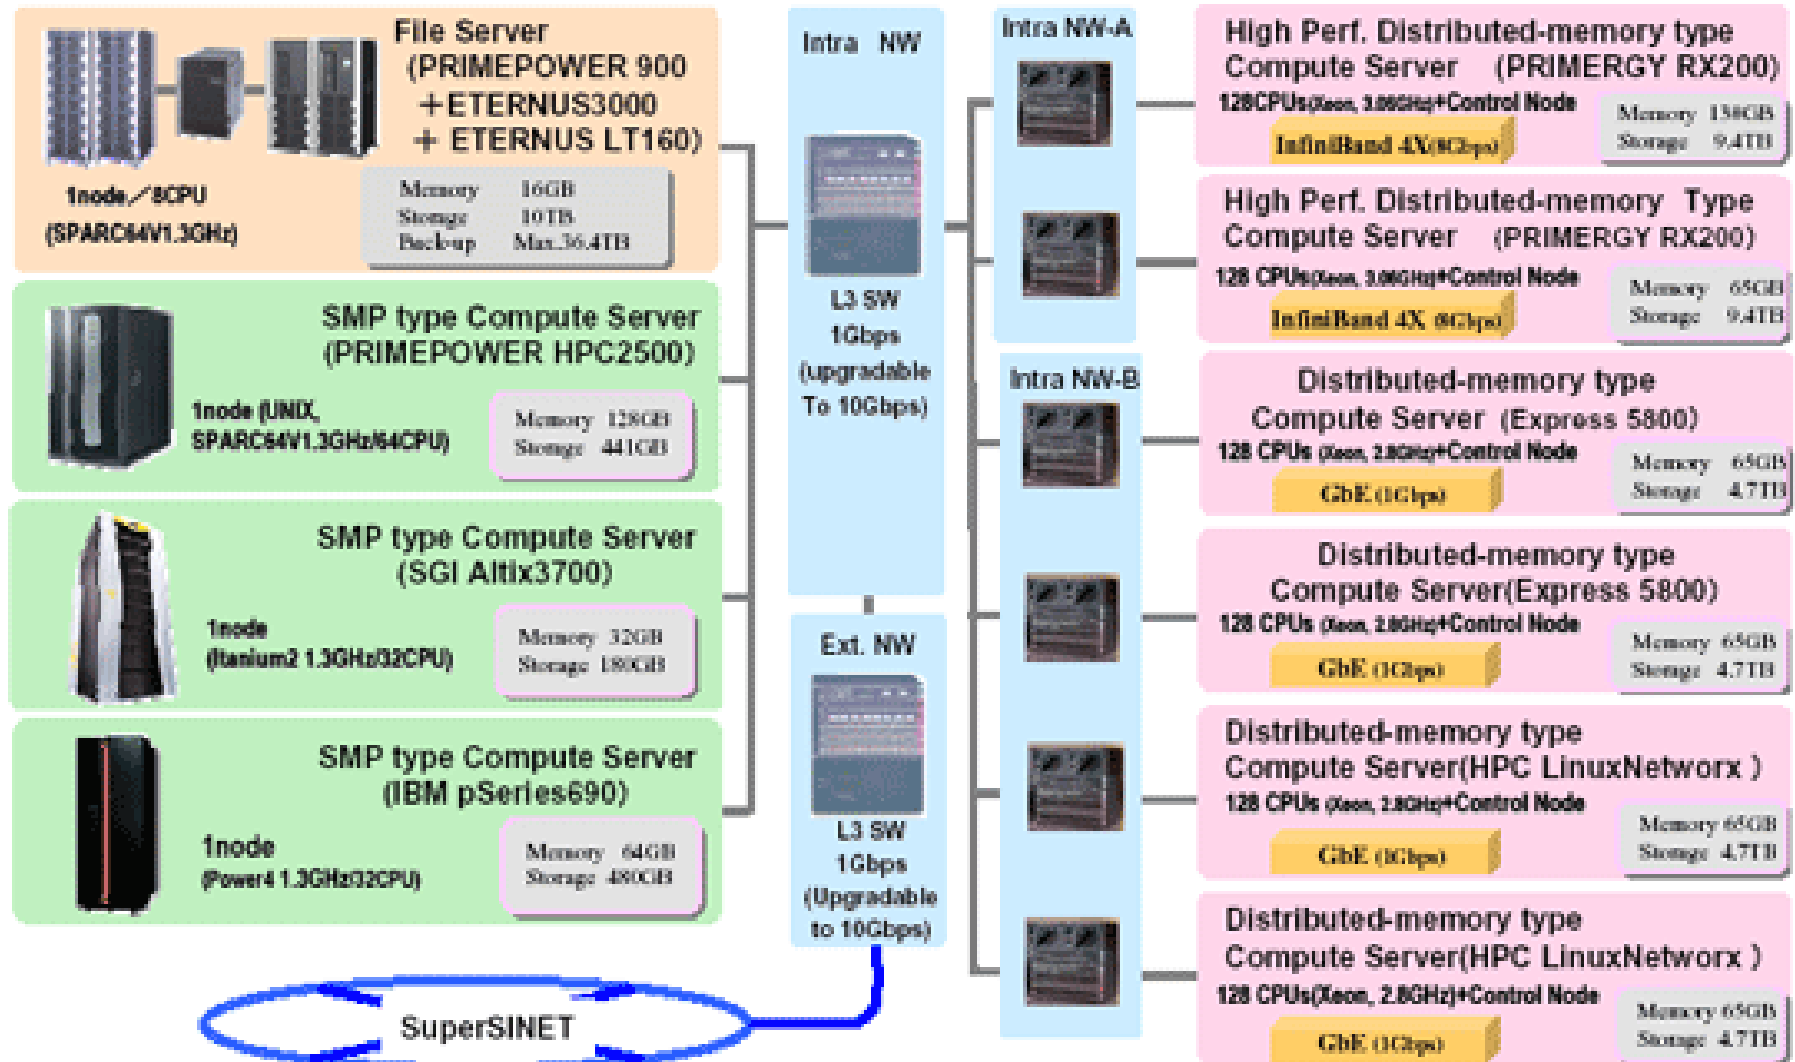 File Server
(PRIMEPOWER 900
+ETERNUS3000
+ ETERNUS LT160)
1node/8CPU
(SPARC64V1.3GHz)
Memory 16GB
Storage 10TB
Back-up Max.36.4TB
SMP type Compute Server
(PRIMEPOWER HPC2500)
1node (UNIX,
SPARC64V1.3GHz/64CPU)
Memory 128GB
Storage 441GB
SMP type Compute Server
(SGI Altix3700)
1node
(Itanium2 1.3GHz/32CPU)
Memory 32GB
Storage 180GB
SMP type Compute Server
(IBM pSeries690)
1node
(Power4 1.3GHz/32CPU)
Memory 64GB
Storage 480GB
SuperSINET
Intra NW
L3 SW
1Gbps
(upgradable
To 10Gbps)
Ext. NW
L3 SW
1Gbps
(Upgradable
to 10Gbps)
Intra NW-A
Intra NW-B
High Perf. Distributed-memory type
Compute Server (PRIMERGY RX200)
128CPUs(Xeon, 3.06GHz)+Control Node
InfiniBand 4X(8Gbps)
Memory
Storage 9.4TB
High Perf. Distributed-memory Type
Compute Server (PRIMERGY RX200)
128 CPUs (Xeon, 3.06GHz)+Control Node
InfiniBand 4X (8Gbps)
Memory 65GB
Storage 9.4TB
Distributed-memory type
Compute Server (Express 5800)
128 CPUs (Xeon, 2.8GHz)+Control Node
GbE (1Gbps)
Memory 65GB
Storage 4.7TB
Distributed-memory type
Compute Server(Express 5800)
128 CPUs (Xeon, 2.8GHz)+Control Node
GbE (1Gbps)
Memory 65GB
Storage 4.7TB
Distributed-memory type
Compute Server(HPC LinuxNetworx )
128 CPUs (Xeon, 2.8GHz)+Control Node
GbE (1Gbps)
Memory 65GB
Storage 4.7TB
Distributed-memory type
Compute Server(HPC LinuxNetworx )
128 CPUs(Xeon, 2.8GHz)+Control Node
GbE (1Gbps)
Memory 65GB
Storage 4.7TB